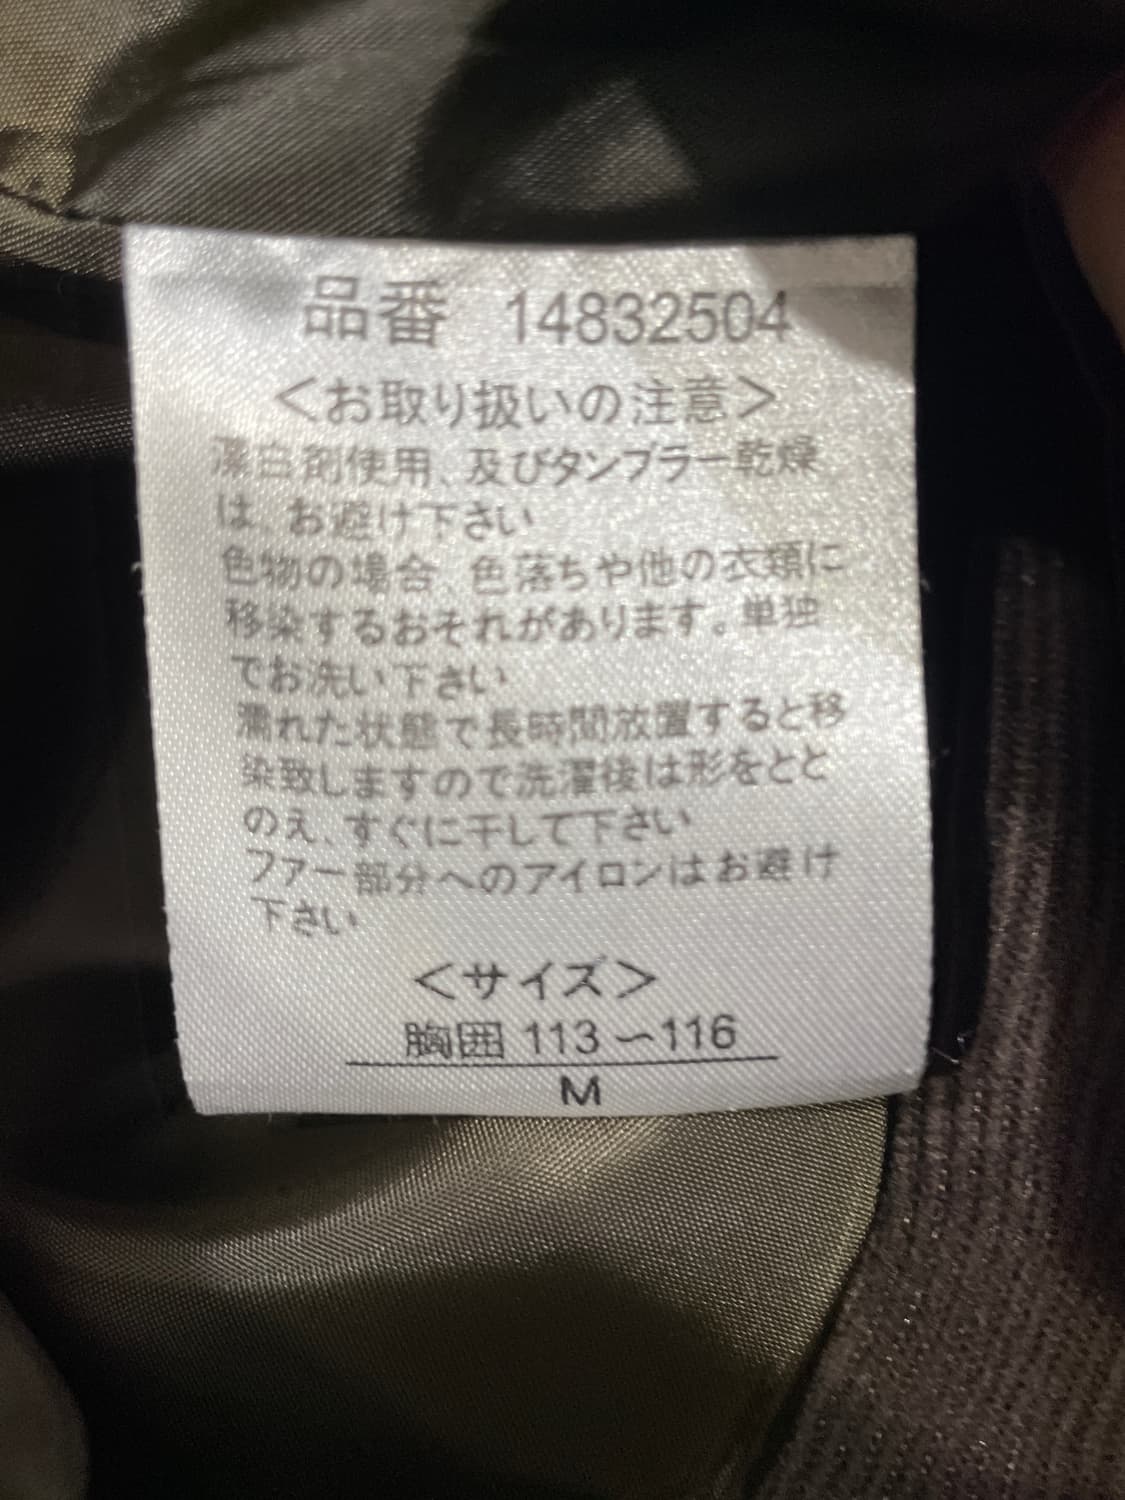 品番 14832504
＜お取り扱いの注意＞
漂白剤使用、及びタンブラー乾燥
は、お避け下さい
色物の場合、色落ちや他の衣類に
移染するおそれがあります。単独
でお洗い下さい
濡れた状態で長時間放置すると移
染致しますので洗濯後は形をとと
のえ、すぐに干して下さい
ファー部分へのアイロンはお避け
下さい
＜サイズ＞
胸囲 113～116
M